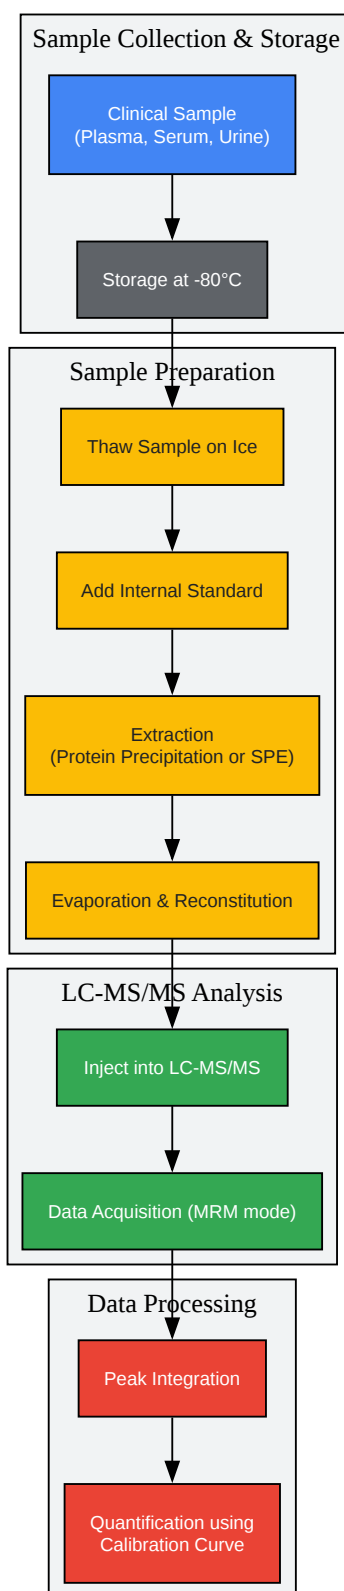 Sample Collection & Storage
Clinical Sample
(Plasma, Serum, Urine)
Storage at -80°C
Sample Preparation
Thaw Sample on Ice
Add Internal Standard
Extraction
(Protein Precipitation or SPE)
Evaporation & Reconstitution
LC-MS/MS Analysis
Inject into LC-MS/MS
Data Acquisition (MRM mode)
Data Processing
Peak Integration
Quantification using
Calibration Curve